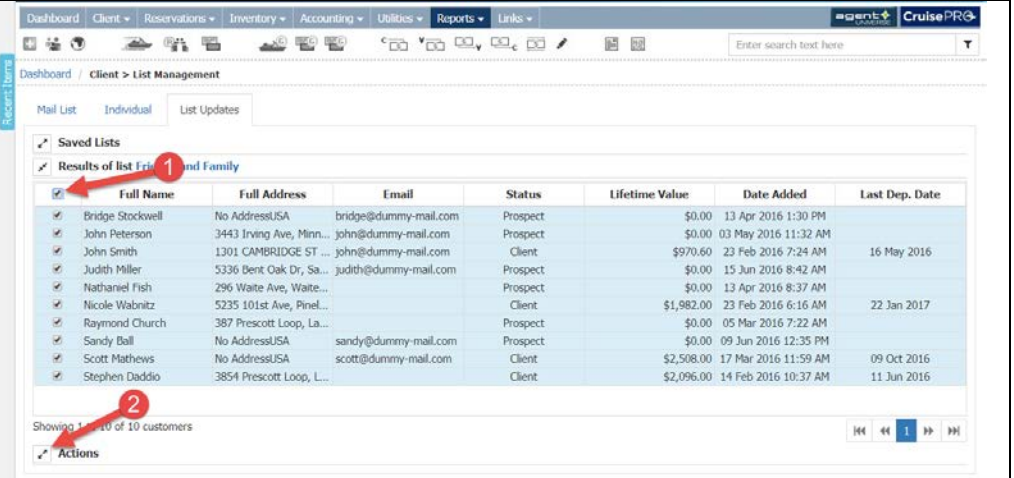 Dashboard Client Reservations Inventory Accounting Utilities Reports Links agent UNIVERSE CruisePRO
Enter search text here
Recent Items
Dashboard / Client > List Management
Mail List Individual List Updates
Saved Lists
Results of list and Family
1
Full Name Full Address Email Status Lifetime Value Date Added Last Dep. Date
Bridge Stockwell No AddressUSA bridge@dummy-mail.com Prospect $0.00 13 Apr 2016 1:30 PM
John Peterson 3443 Irving Ave, Minn... john@dummy-mail.com Prospect $0.00 03 May 2016 11:32 AM
John Smith 1301 CAMBRIDGE ST ... john@dummy-mail.com Client $970.60 23 Feb 2016 7:24 AM 16 May 2016
Judith Miller 5336 Bent Oak Dr, Sa... judith@dummy-mail.com Prospect $0.00 15 Jun 2016 8:42 AM
Nathaniel Fish 296 Waite Ave, Waite... Prospect $0.00 13 Apr 2016 8:37 AM
Nicole Wabnitz 5235 101st Ave, Pinel... Client $1,982.00 23 Feb 2016 6:16 AM 22 Jan 2017
Raymond Church 387 Prescott Loop, La... Prospect $0.00 05 Mar 2016 7:22 AM
Sandy Ball No AddressUSA sandy@dummy-mail.com Prospect $0.00 09 Jun 2016 12:35 PM
Scott Mathews No AddressUSA scott@dummy-mail.com Client $2,508.00 17 Mar 2016 11:59 AM 09 Oct 2016
Stephen Daddio 3854 Prescott Loop, L... Client $2,096.00 14 Feb 2016 10:37 AM 11 Jun 2016
2
Showing 1 10 of 10 customers 1
Actions